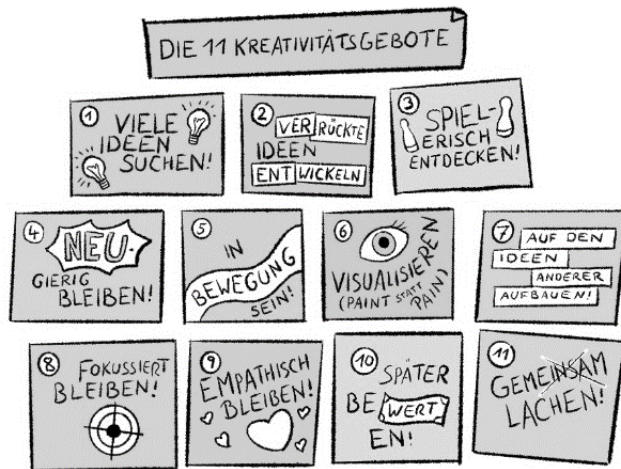 DIE 11 KREATIVITÄTSGEBOTE
1
VIELE
IDEEN
SUCHEN!
2
VERRÜCKTE
IDEEN
ENTWICKELN
3
SPIEL-
ERISCH
ENTDECKEN!
4
NEU-
GIERIG
BLEIBEN!
5
IN
BEWEGUNG
SEIN!
6
VISUALISIEREN
(PAINT STATT PAIN)
7
AUF DEN
IDEEN
ANDERER
AUFBAUEN!
8
FOKUSSIERT
BLEIBEN!
9
EMPATHISCH
BLEIBEN!
10
SPÄTER
BEWERT
EN!
11
GEMEINSAM
LACHEN!